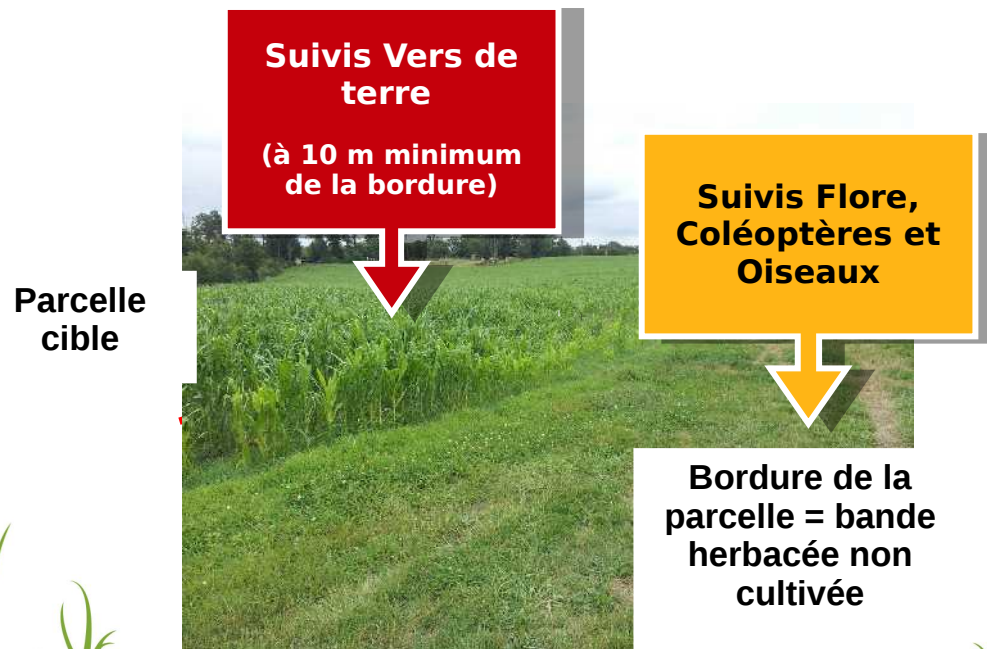 Suivis Vers de
terre
(à 10 m minimum
de la bordure)
Suivis Flore,
Coléoptères et
Oiseaux
Parcelle
cible
Bordure de la
parcelle = bande
herbacée non
cultivée